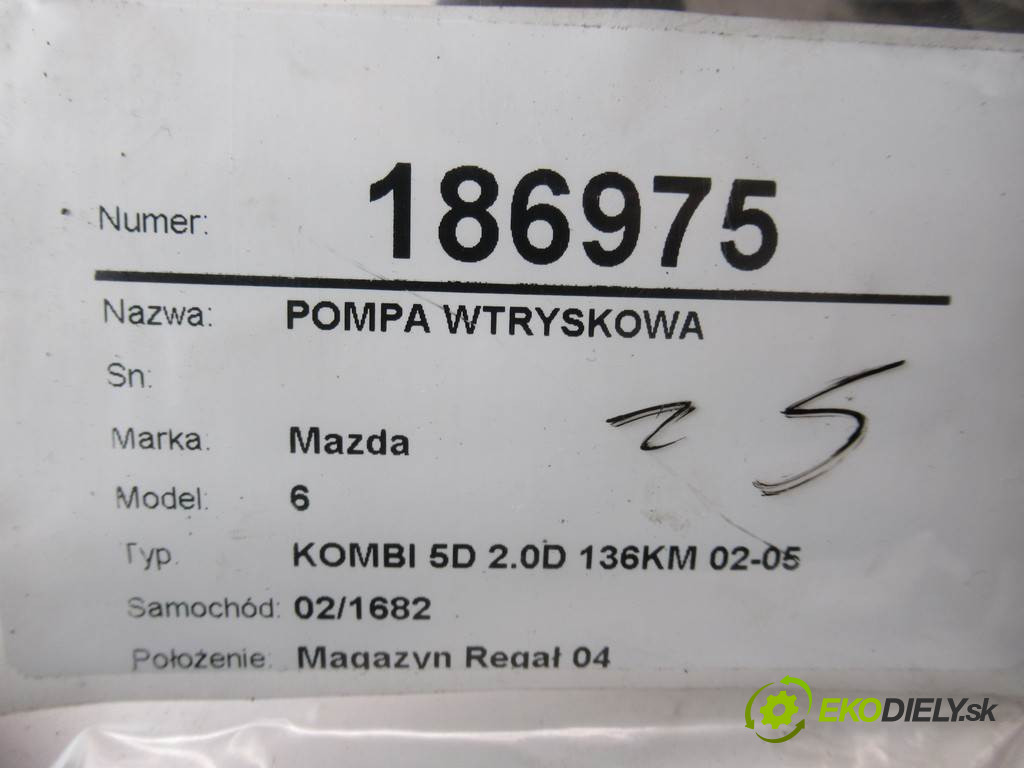 Numer: 186975
Nazwa: POMPA WTRYSKOWA
Sn:
Marka: Mazda
Model: 6
Typ. KOMBI 5D 2.0D 136KM 02-05
Samochód: 02/1682
Położenie: Magazyn Regał 04
25
EKODIELY.sk